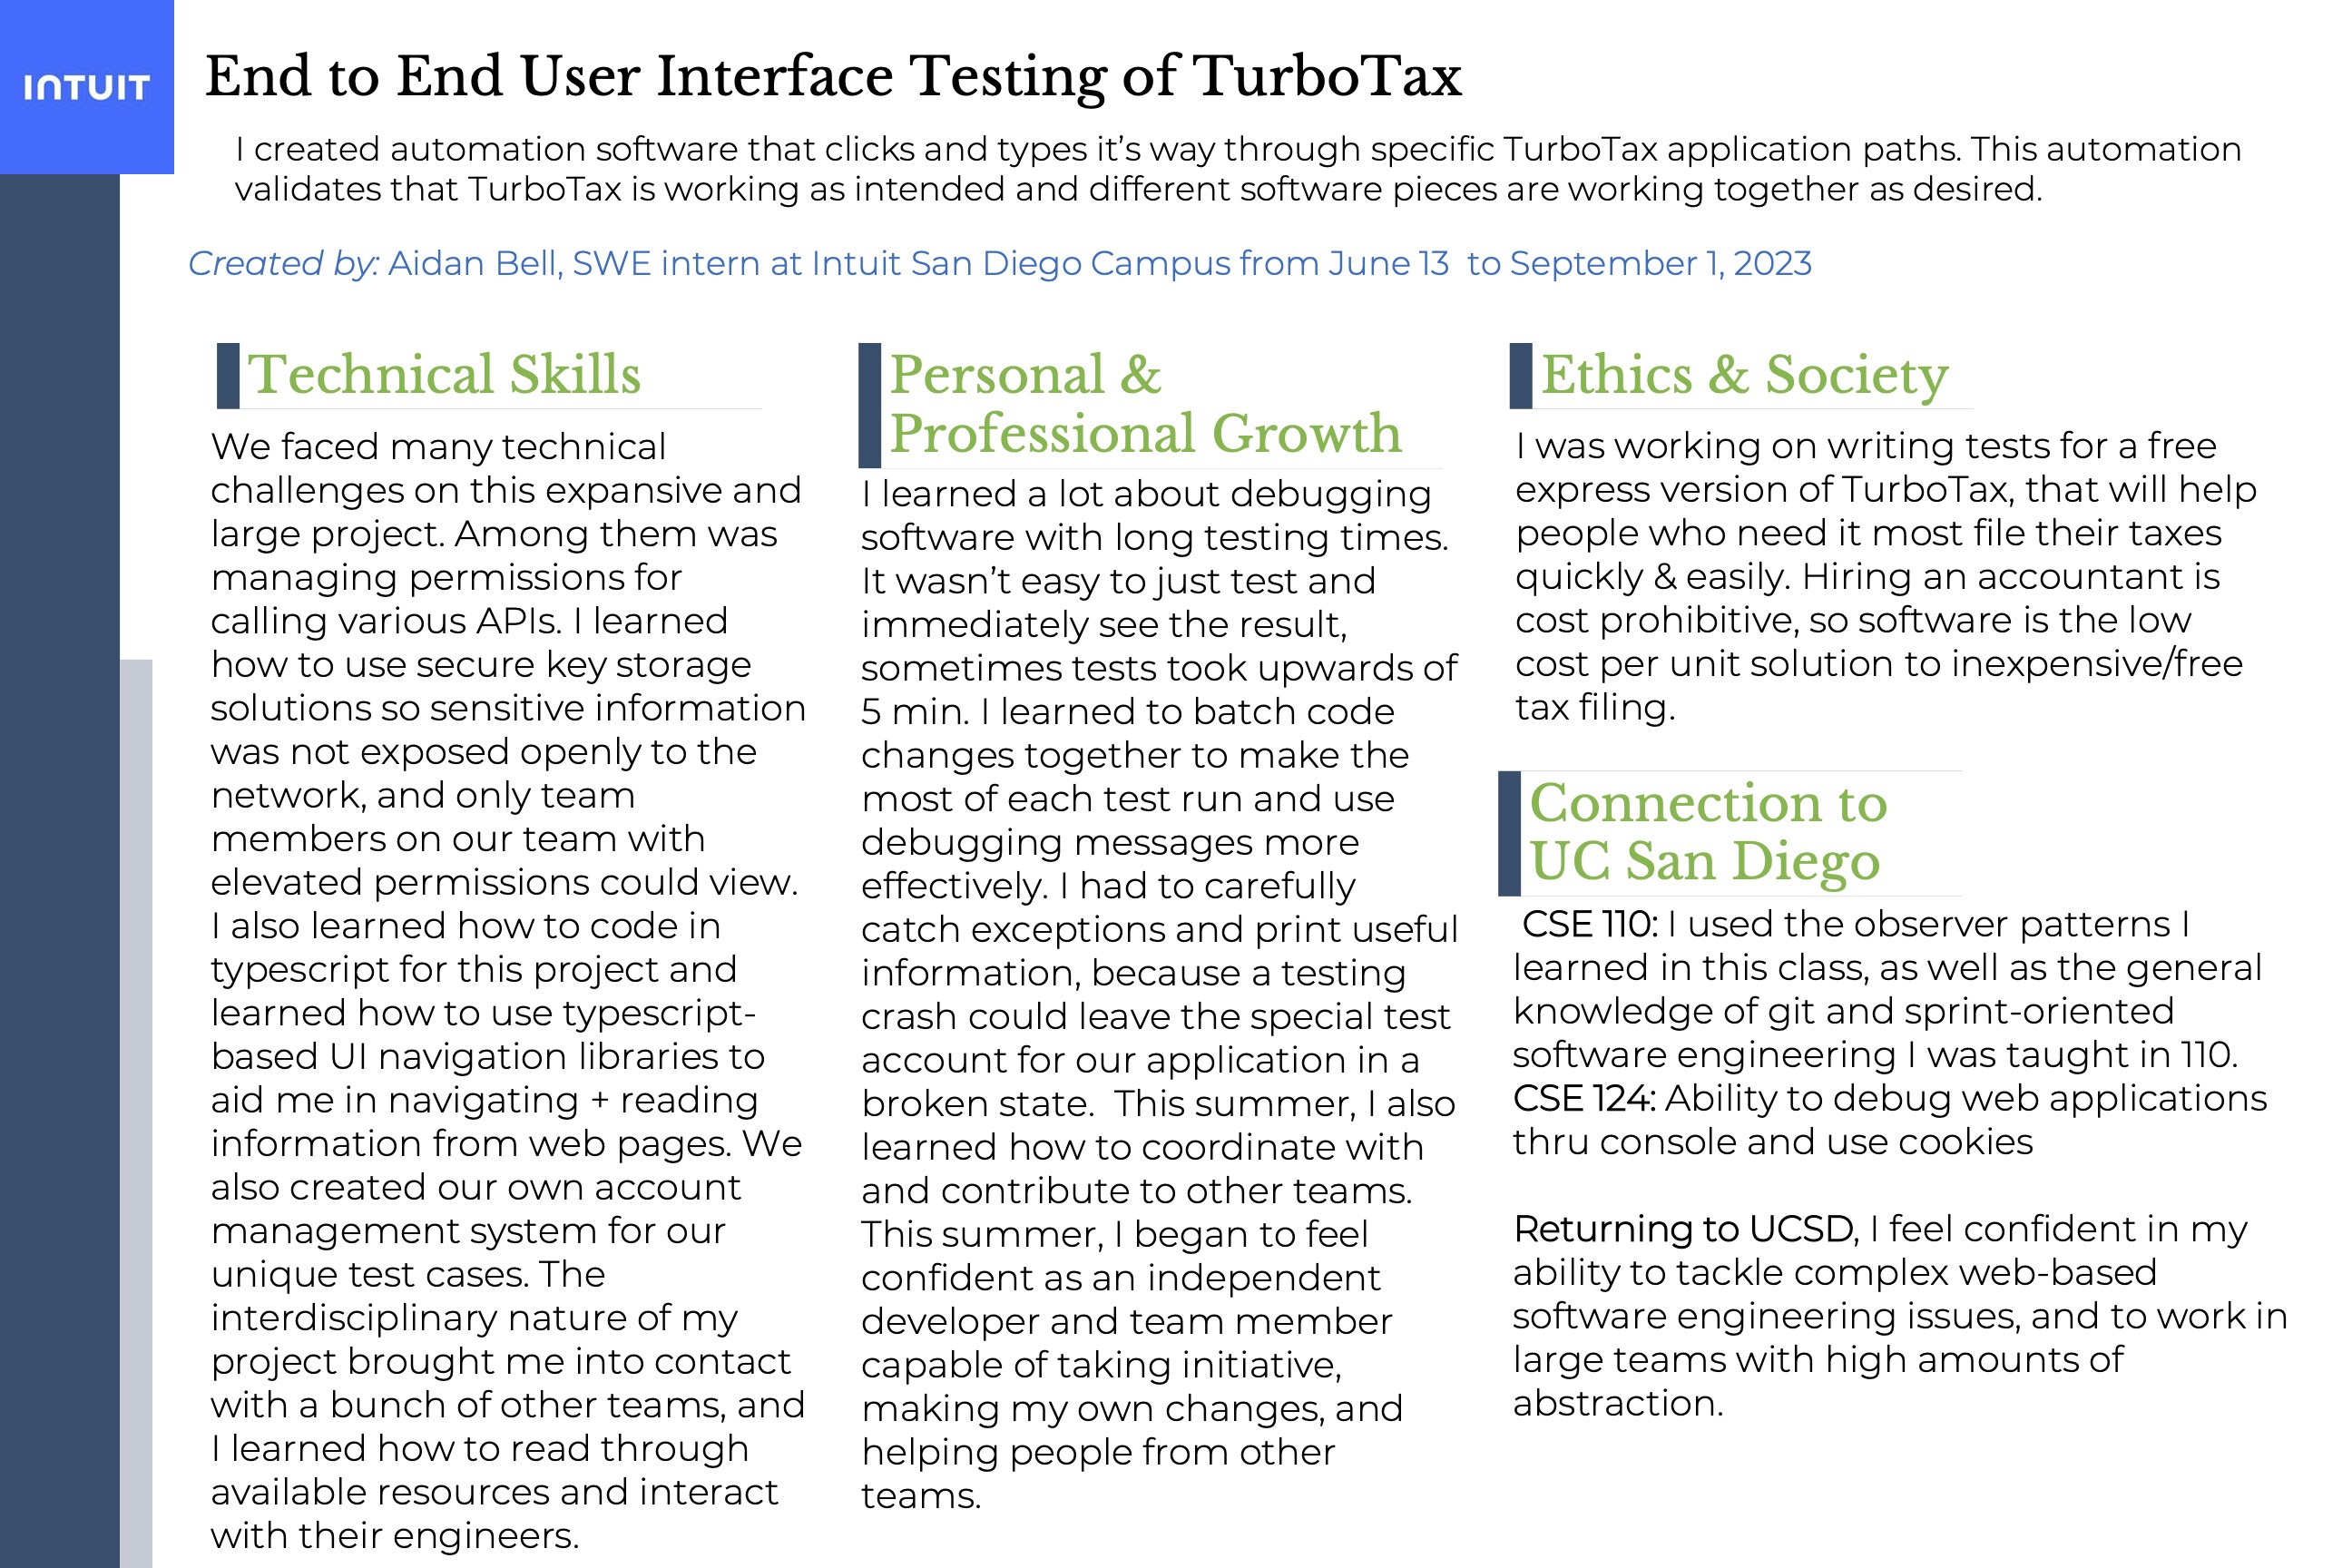 INTUIT
End to End User Interface Testing of TurboTax
I created automation software that clicks and types it's way through specific TurboTax application paths. This automation
validates that TurboTax is working as intended and different software pieces are working together as desired.
Created by: Aidan Bell, SWE intern at Intuit San Diego Campus from June 13  to September 1, 2023
Technical Skills
We faced many technical
challenges on this expansive and
large project. Among them was
managing permissions for
calling various APIs. I learned
how to use secure key storage
solutions so sensitive information
was not exposed openly to the
network, and only team
members on our team with
elevated permissions could view.
I also learned how to code in
typescript for this project and
learned how to use typescript-
based UI navigation libraries to
aid me in navigating + reading
information from web pages. We
also created our own account
management system for our
unique test cases. The
interdisciplinary nature of my
project brought me into contact
with a bunch of other teams, and
I learned how to read through
available resources and interact
with their engineers.
Personal &
Professional Growth
I learned a lot about debugging
software with long testing times.
It wasn't easy to just test and
immediately see the result,
sometimes tests took upwards of
5 min. I learned to batch code
changes together to make the
most of each test run and use
debugging messages more
effectively. I had to carefully
catch exceptions and print useful
information, because a testing
crash could leave the special test
account for our application in a
broken state.  This summer, I also
learned how to coordinate with
and contribute to other teams.
This summer, I began to feel
confident as an independent
developer and team member
capable of taking initiative,
making my own changes, and
helping people from other
teams.
Ethics & Society
I was working on writing tests for a free
express version of TurboTax, that will help
people who need it most file their taxes
quickly & easily. Hiring an accountant is
cost prohibitive, so software is the low
cost per unit solution to inexpensive/free
tax filing.
Connection to
UC San Diego
CSE 110: I used the observer patterns I
learned in this class, as well as the general
knowledge of git and sprint-oriented
software engineering I was taught in 110.
CSE 124: Ability to debug web applications
thru console and use cookies
Returning to UCSD, I feel confident in my
ability to tackle complex web-based
software engineering issues, and to work in
large teams with high amounts of
abstraction.